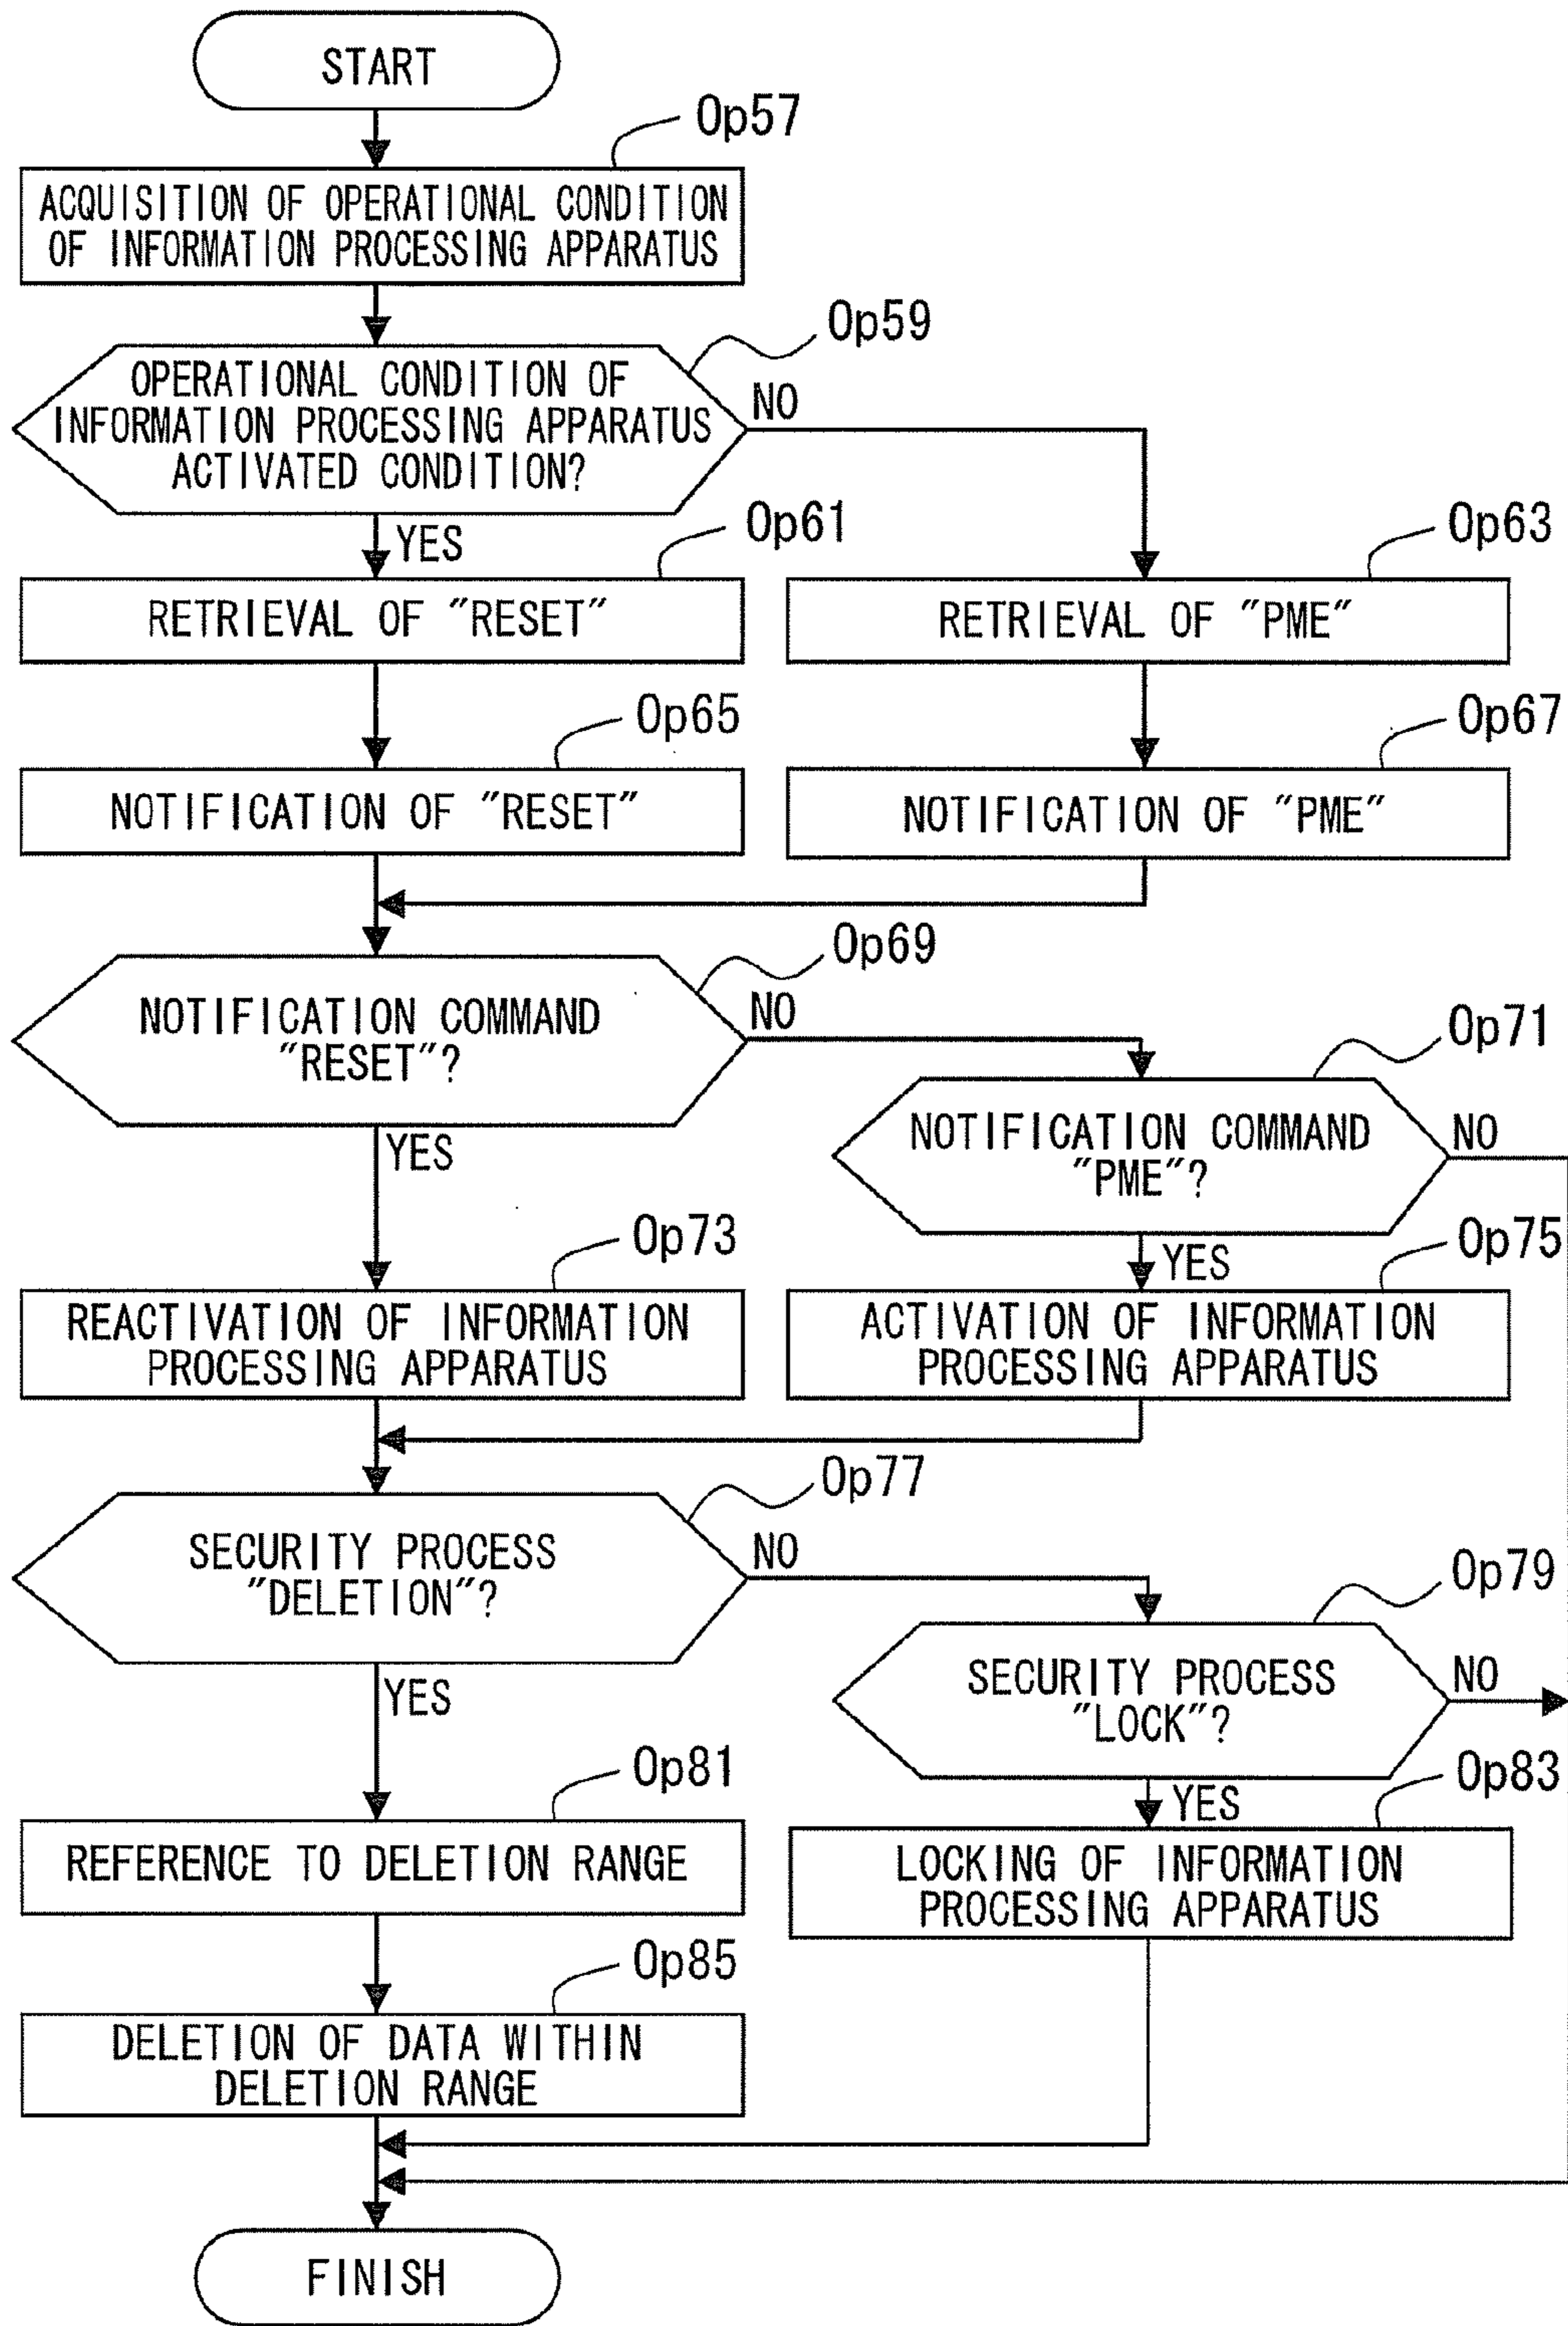 START
Op57
ACQUISITION OF OPERATIONAL CONDITION
OF INFORMATION PROCESSING APPARATUS
Op59
OPERATIONAL CONDITION OF
INFORMATION PROCESSING APPARATUS
ACTIVATED CONDITION?
NO
YES
Op61
RETRIEVAL OF "RESET"
Op63
RETRIEVAL OF "PME"
Op65
NOTIFICATION OF "RESET"
Op67
NOTIFICATION OF "PME"
Op69
NOTIFICATION COMMAND
"RESET"?
NO
YES
Op71
NOTIFICATION COMMAND
"PME"?
NO
YES
Op73
REACTIVATION OF INFORMATION
PROCESSING APPARATUS
Op75
ACTIVATION OF INFORMATION
PROCESSING APPARATUS
Op77
SECURITY PROCESS
"DELETION"?
NO
YES
Op79
SECURITY PROCESS
"LOCK"?
NO
YES
Op81
REFERENCE TO DELETION RANGE
Op83
LOCKING OF INFORMATION
PROCESSING APPARATUS
Op85
DELETION OF DATA WITHIN
DELETION RANGE
FINISH